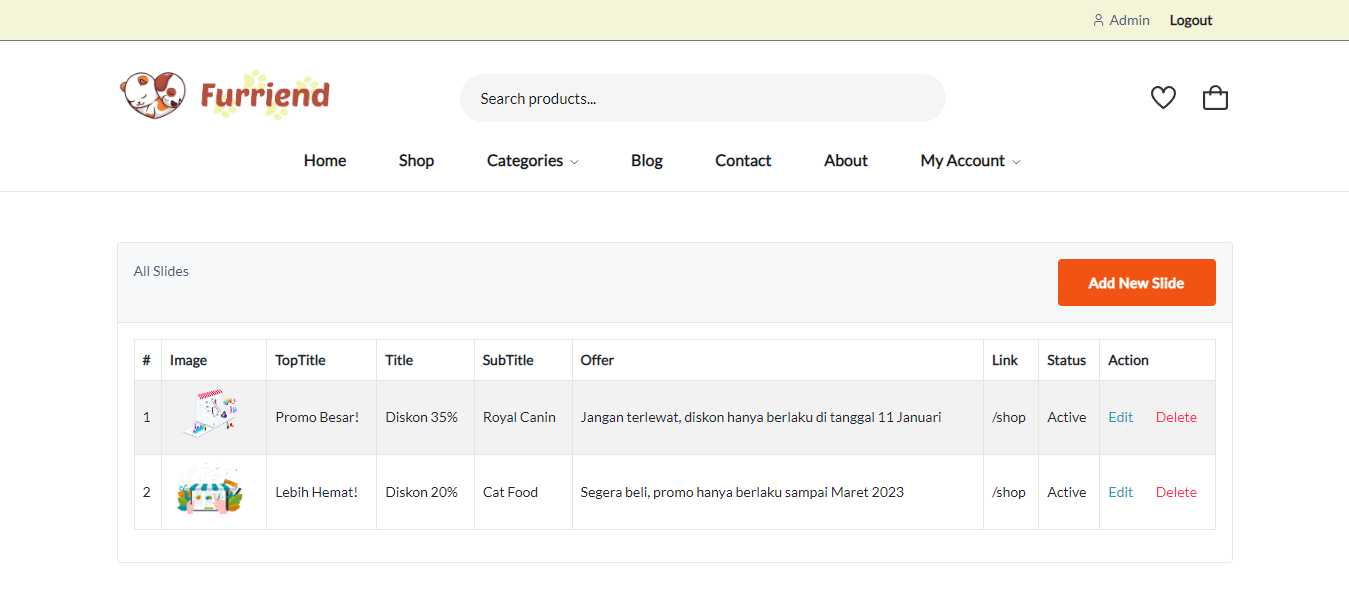 Admin Logout
Furriend
Search products...
Home Shop Categories Blog Contact About My Account
All Slides
Add New Slide
# Image TopTitle Title SubTitle Offer Link Status Action
1 Promo Besar! Diskon 35% Royal Canin Jangan terlewat, diskon hanya berlaku di tanggal 11 Januari /shop Active Edit Delete
2 Lebih Hemat! Diskon 20% Cat Food Segera beli, promo hanya berlaku sampai Maret 2023 /shop Active Edit Delete